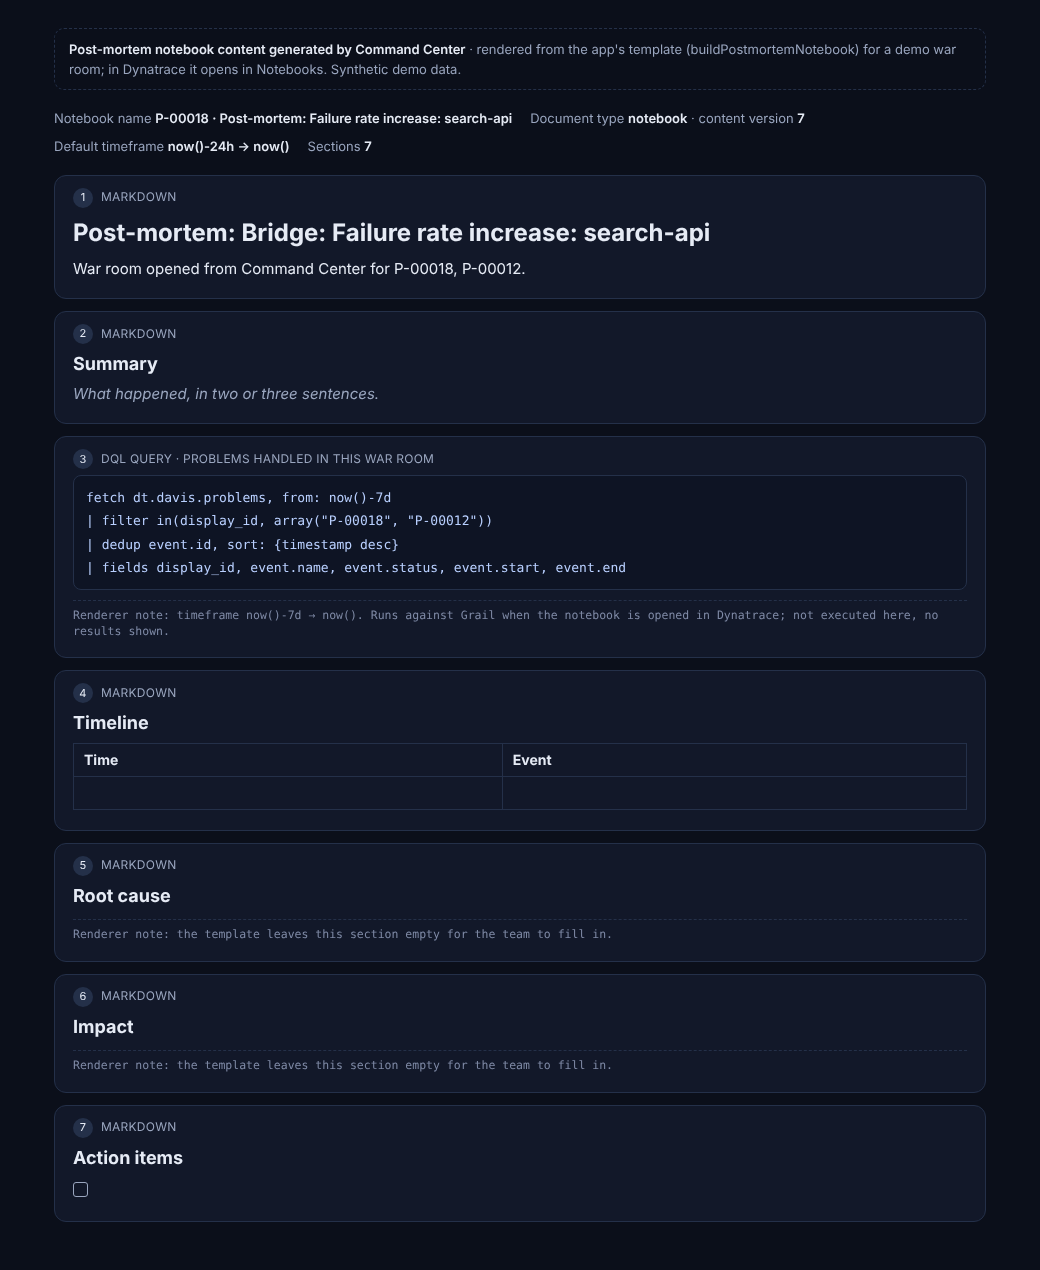 Post-mortem notebook content generated by Command Center · rendered from the app's template (buildPostmortemNotebook) for a demo war
room; in Dynatrace it opens in Notebooks. Synthetic demo data.
Notebook name P-00018 · Post-mortem: Failure rate increase: search-api Document type notebook · content version 7
Default timeframe now()-24h → now() Sections 7
1 MARKDOWN
Post-mortem: Bridge: Failure rate increase: search-api
War room opened from Command Center for P-00018, P-00012.
2 MARKDOWN
Summary
What happened, in two or three sentences.
3 DQL QUERY · PROBLEMS HANDLED IN THIS WAR ROOM
fetch dt.davis.problems, from: now()-7d
| filter in(display_id, array("P-00018", "P-00012"))
| dedup event.id, sort: {timestamp desc}
| fields display_id, event.name, event.status, event.start, event.end
Renderer note: timeframe now()-7d → now(). Runs against Grail when the notebook is opened in Dynatrace; not executed here, no
results shown.
4 MARKDOWN
Timeline
Time Event
5 MARKDOWN
Root cause
Renderer note: the template leaves this section empty for the team to fill in.
6 MARKDOWN
Impact
Renderer note: the template leaves this section empty for the team to fill in.
7 MARKDOWN
Action items